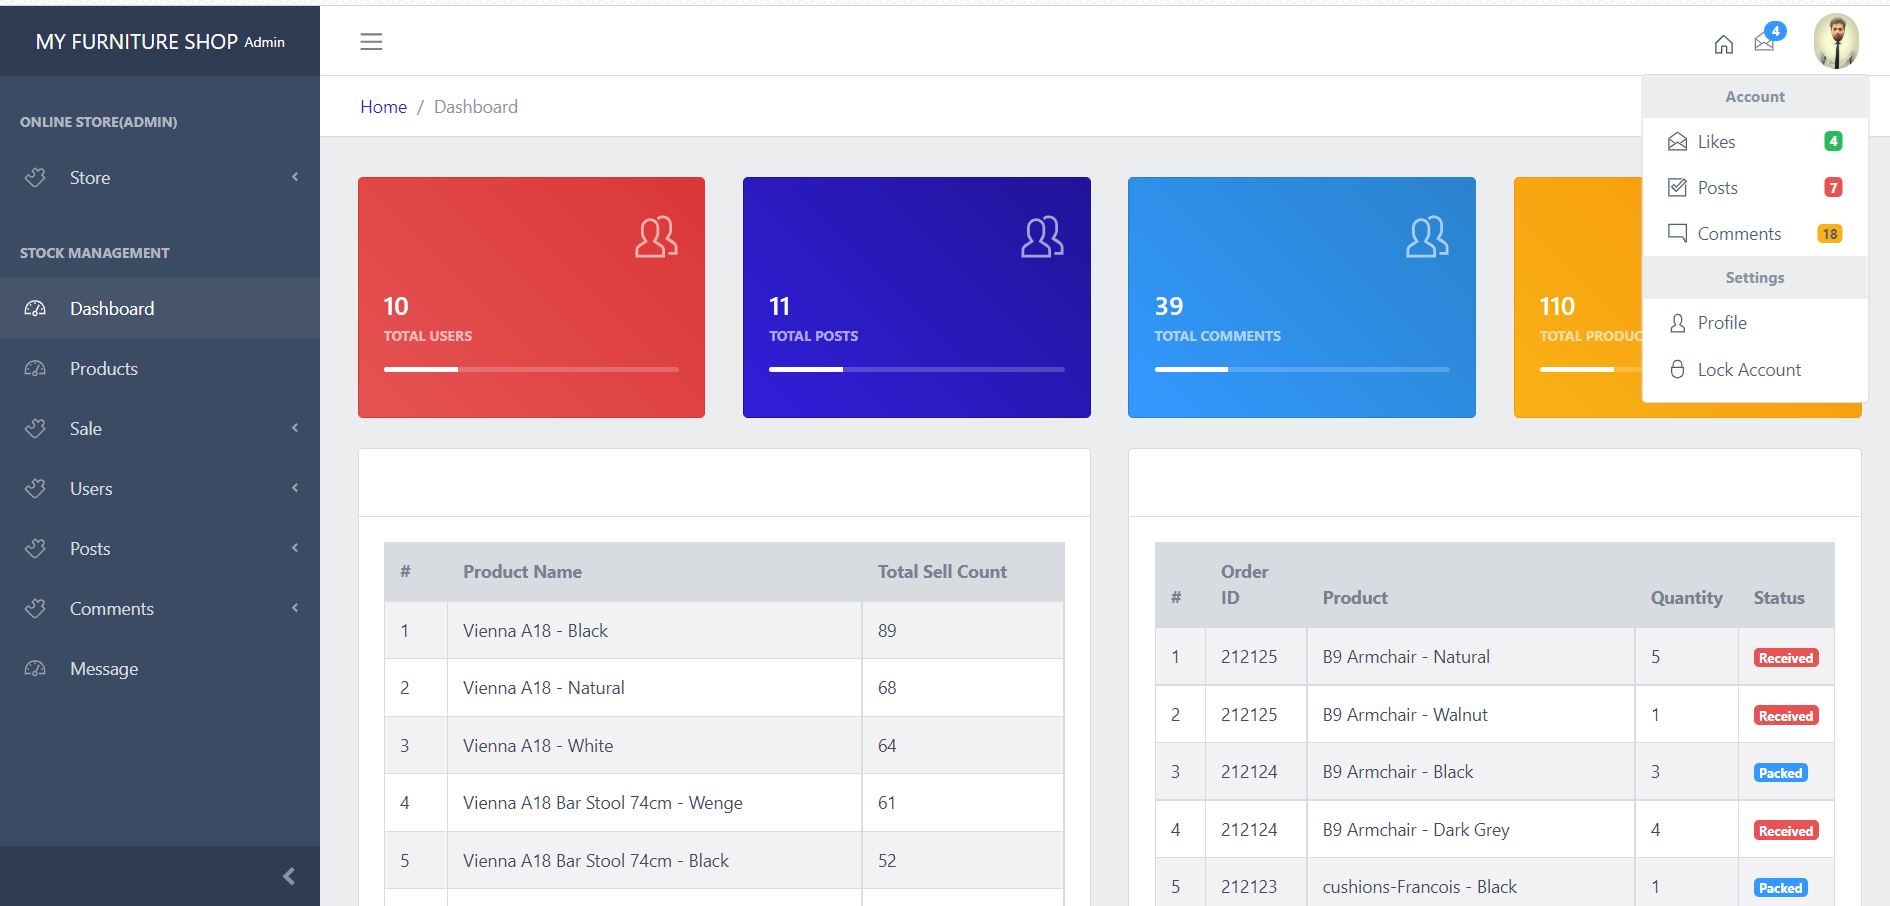 MY FURNITURE SHOP Admin
4
Home / Dashboard
ONLINE STORE(ADMIN)
Store
STOCK MANAGEMENT
Dashboard
Products
Sale
Users
Posts
Comments
Message
Account
Likes 4
Posts 7
Comments 18
Settings
Profile
Lock Account
10
TOTAL USERS
11
TOTAL POSTS
39
TOTAL COMMENTS
110
TOTAL PRODUC
# Product Name Total Sell Count
1 Vienna A18 - Black 89
2 Vienna A18 - Natural 68
3 Vienna A18 - White 64
4 Vienna A18 Bar Stool 74cm - Wenge 61
5 Vienna A18 Bar Stool 74cm - Black 52
# Order ID Product Quantity Status
1 212125 B9 Armchair - Natural 5 Received
2 212125 B9 Armchair - Walnut 1 Received
3 212124 B9 Armchair - Black 3 Packed
4 212124 B9 Armchair - Dark Grey 4 Received
5 212123 cushions-Francois - Black 1 Packed